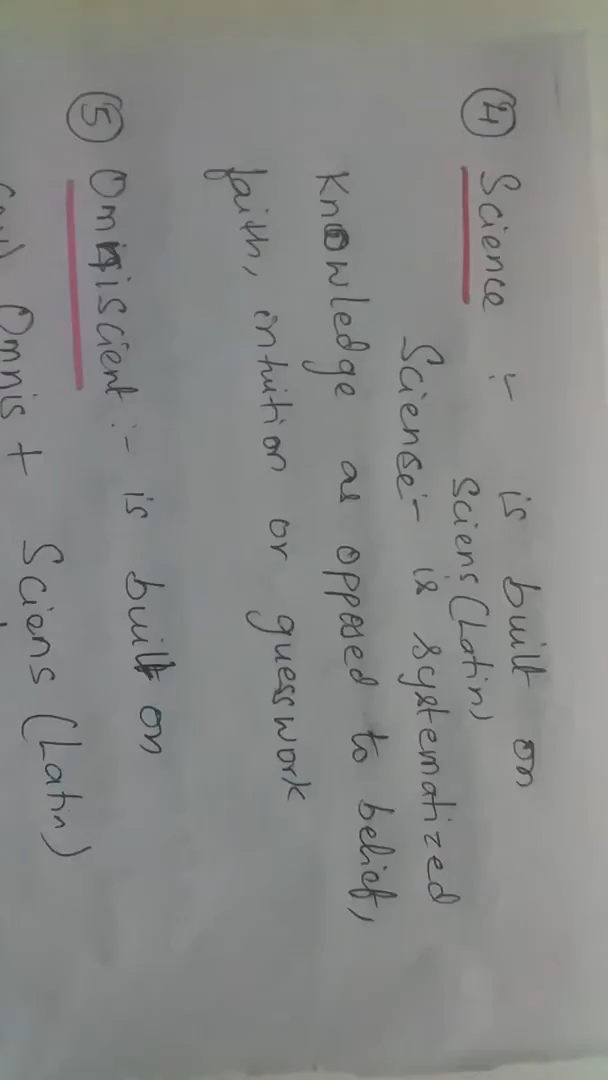 ④ Science :- is built on
Sciens (Latin)
Science:- is systematized
Knowledge as opposed to belief,
faith, intuition or guesswork
⑤ Omniscient :- is built on
Omnis + Sciens (Latin)